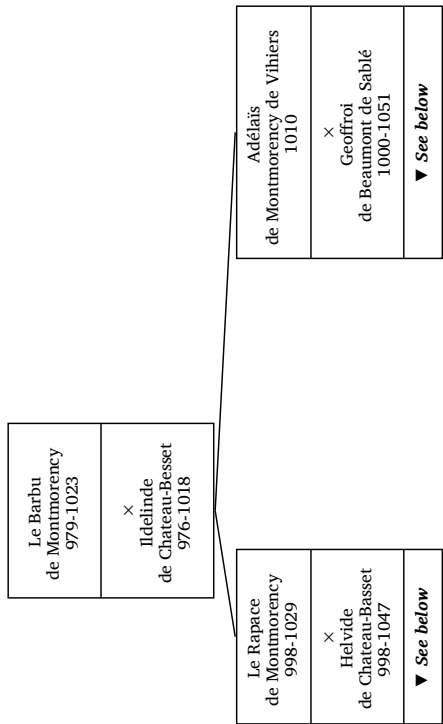 Le Barbu
de Montmorency
979-1023
×
Ildelinde
de Chateau-Besset
976-1018
Le Rapace
de Montmorency
998-1029
×
Helvide
de Chateau-Basset
998-1047
▼ See below
Adélaïs
de Montmorency de Vihiers
1010
×
Geoffroi
de Beaumont de Sablé
1000-1051
▼ See below